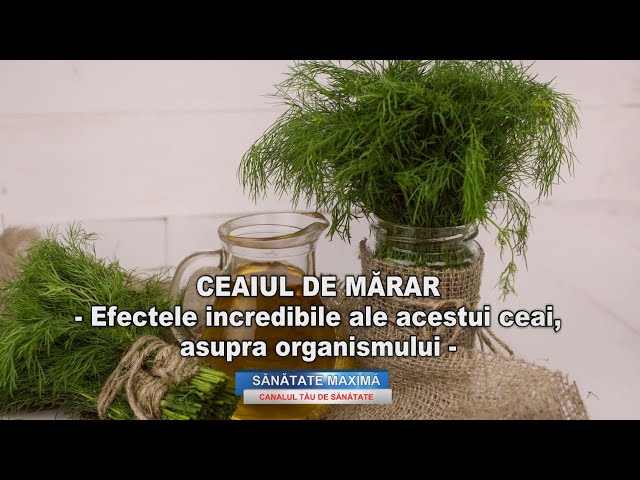 CEAIUL DE MĂRAR
- Efectele incredibile ale acestui ceai,
asupra organismului -
SĂNĂTATE MAXIMĂ
CANALUL TĂU DE SĂNĂTATE